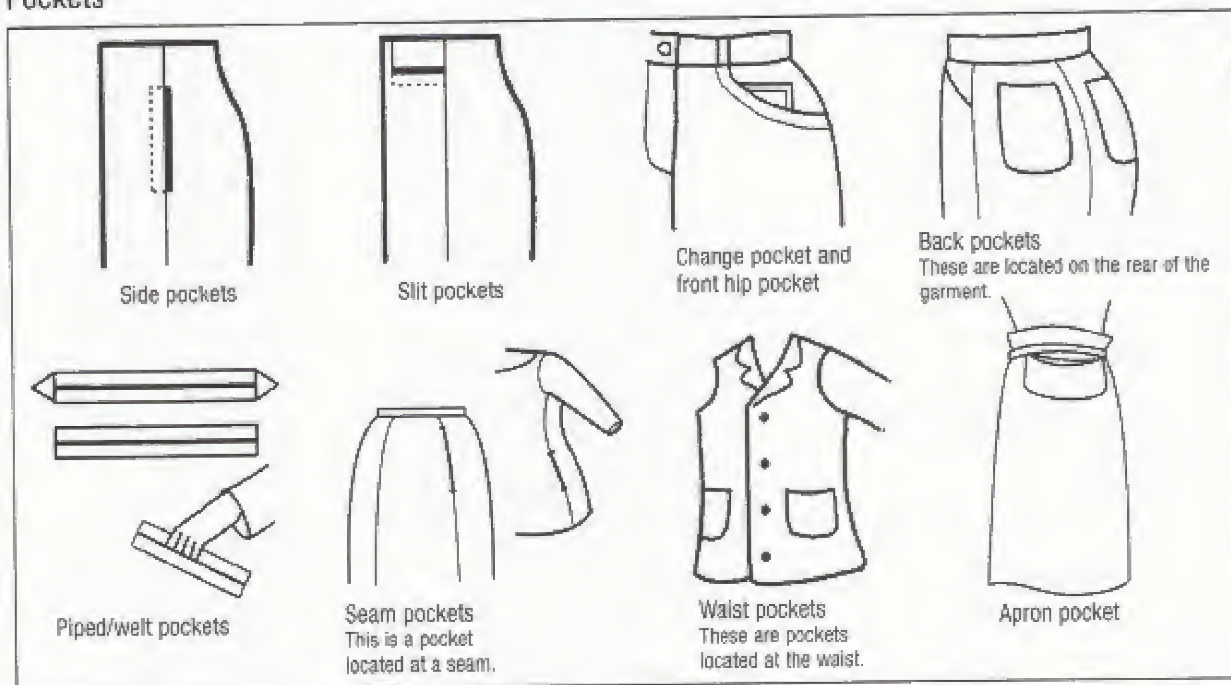 Pockets
Side pockets
Slit pockets
Change pocket and
front hip pocket
Back pockets
These are located on the rear of the
garment.
Piped/welt pockets
Seam pockets
This is a pocket
located at a seam.
Waist pockets
These are pockets
located at the waist.
Apron pocket